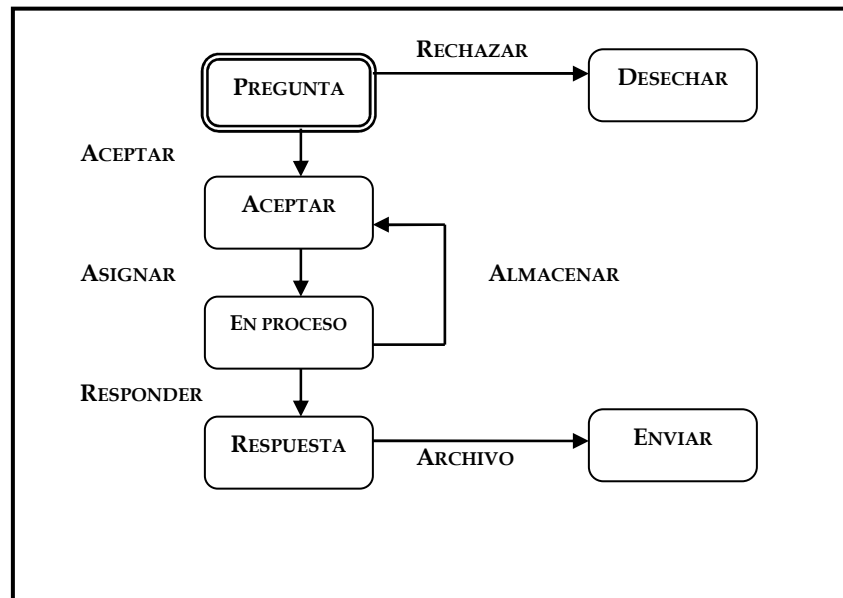 RECHAZAR
PREGUNTA
DESECHAR
ACEPTAR
ACEPTAR
ASIGNAR
ALMACENAR
EN PROCESO
RESPONDER
RESPUESTA
ENVIAR
ARCHIVO